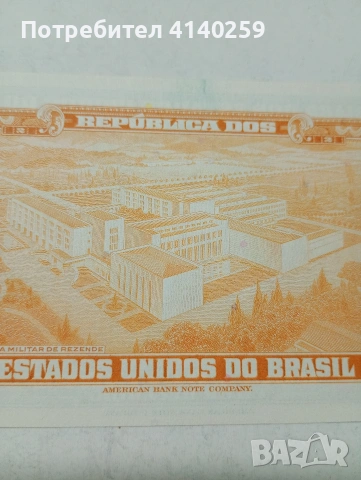 Потребител 4140259
REPÚBLICA DOS
A MILITAR DE REZENDE
ESTADOS UNIDOS DO BRASIL
AMERICAN BANK NOTE COMPANY.
BAZAR